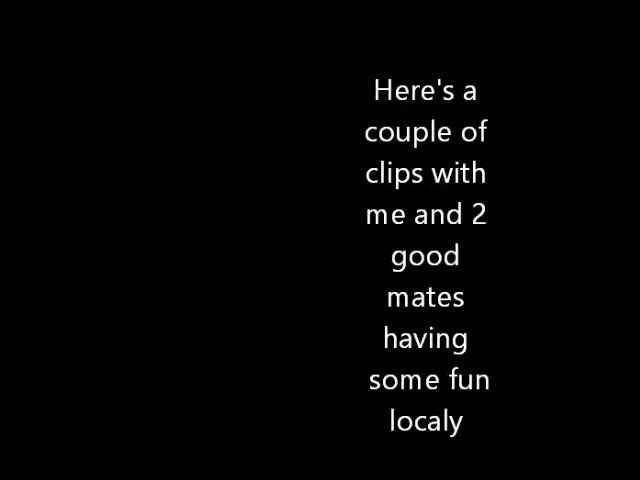 Here's a
couple of
clips with
me and 2
good
mates
having
some fun
localy